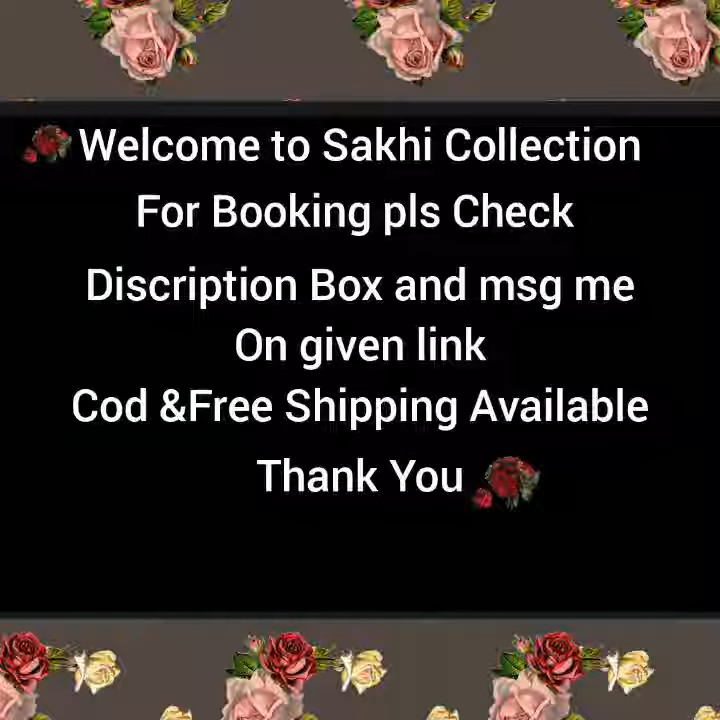 Welcome to Sakhi Collection
For Booking pls Check
Discription Box and msg me
On given link
Cod &Free Shipping Available
Thank You